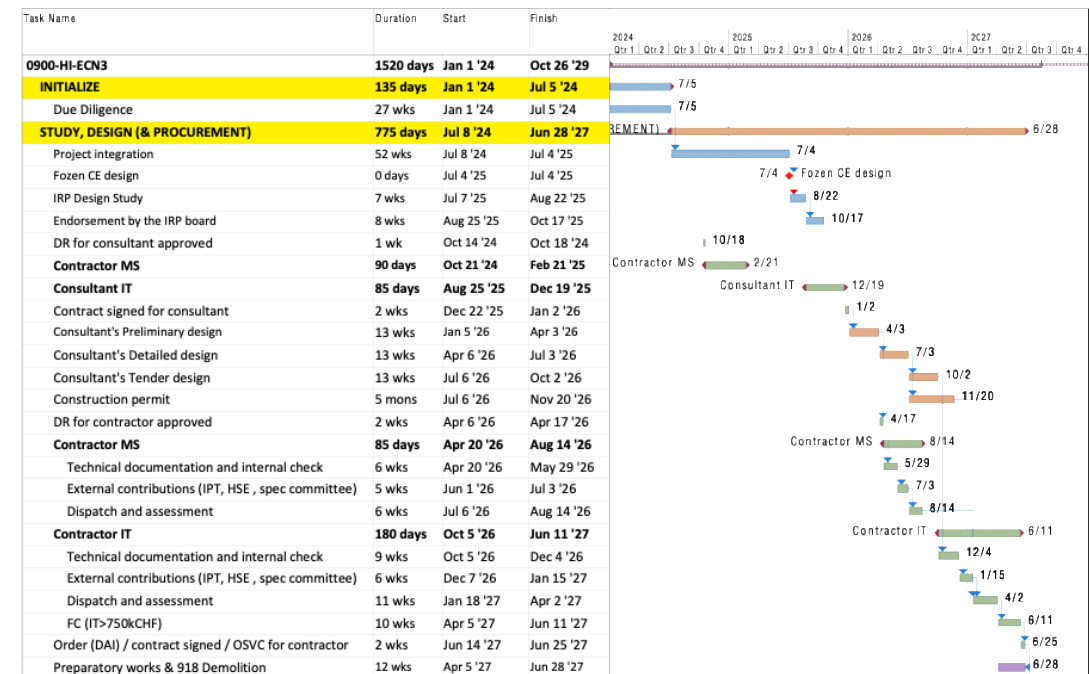 Task Name Duration Start Finish
2024 2025 2026 2027
Qtr 1 Qtr 2 Qtr 3 Qtr 4 Qtr 1 Qtr 2 Qtr 3 Qtr 4 Qtr 1 Qtr 2 Qtr 3 Qtr 4 Qtr 1 Qtr 2 Qtr 3 Qtr 4
0900-HI-ECN3 1520 days Jan 1 '24 Oct 26 '29
INITIALIZE 135 days Jan 1 '24 Jul 5 '24 7/5
Due Diligence 27 wks Jan 1 '24 Jul 5 '24 7/5
STUDY, DESIGN (& PROCUREMENT) 775 days Jul 8 '24 Jun 28 '27 REMENT) 6/28
Project integration 52 wks Jul 8 '24 Jul 4 '25 7/4
Fozen CE design 0 days Jul 4 '25 Jul 4 '25 7/4 Fozen CE design
IRP Design Study 7 wks Jul 7 '25 Aug 22 '25 8/22
Endorsement by the IRP board 8 wks Aug 25 '25 Oct 17 '25 10/17
DR for consultant approved 1 wk Oct 14 '24 Oct 18 '24 10/18
Contractor MS 90 days Oct 21 '24 Feb 21 '25 Contractor MS 2/21
Consultant IT 85 days Aug 25 '25 Dec 19 '25 Consultant IT 12/19
Contract signed for consultant 2 wks Dec 22 '25 Jan 2 '26 1/2
Consultant's Preliminary design 13 wks Jan 5 '26 Apr 3 '26 4/3
Consultant's Detailed design 13 wks Apr 6 '26 Jul 3 '26 7/3
Consultant's Tender design 13 wks Jul 6 '26 Oct 2 '26 10/2
Construction permit 5 mons Jul 6 '26 Nov 20 '26 11/20
DR for contractor approved 2 wks Apr 6 '26 Apr 17 '26 4/17
Contractor MS 85 days Apr 20 '26 Aug 14 '26 Contractor MS 8/14
Technical documentation and internal check 6 wks Apr 20 '26 May 29 '26 5/29
External contributions (IPT, HSE , spec committee) 5 wks Jun 1 '26 Jul 3 '26 7/3
Dispatch and assessment 6 wks Jul 6 '26 Aug 14 '26 8/14
Contractor IT 180 days Oct 5 '26 Jun 11 '27 Contractor IT 6/11
Technical documentation and internal check 9 wks Oct 5 '26 Dec 4 '26 12/4
External contributions (IPT, HSE , spec committee) 6 wks Dec 7 '26 Jan 15 '27 1/15
Dispatch and assessment 11 wks Jan 18 '27 Apr 2 '27 4/2
FC (IT>750kCHF) 10 wks Apr 5 '27 Jun 11 '27 6/11
Order (DAI) / contract signed / OSVC for contractor 2 wks Jun 14 '27 Jun 25 '27 6/25
Preparatory works & 918 Demolition 12 wks Apr 5 '27 Jun 28 '27 6/28